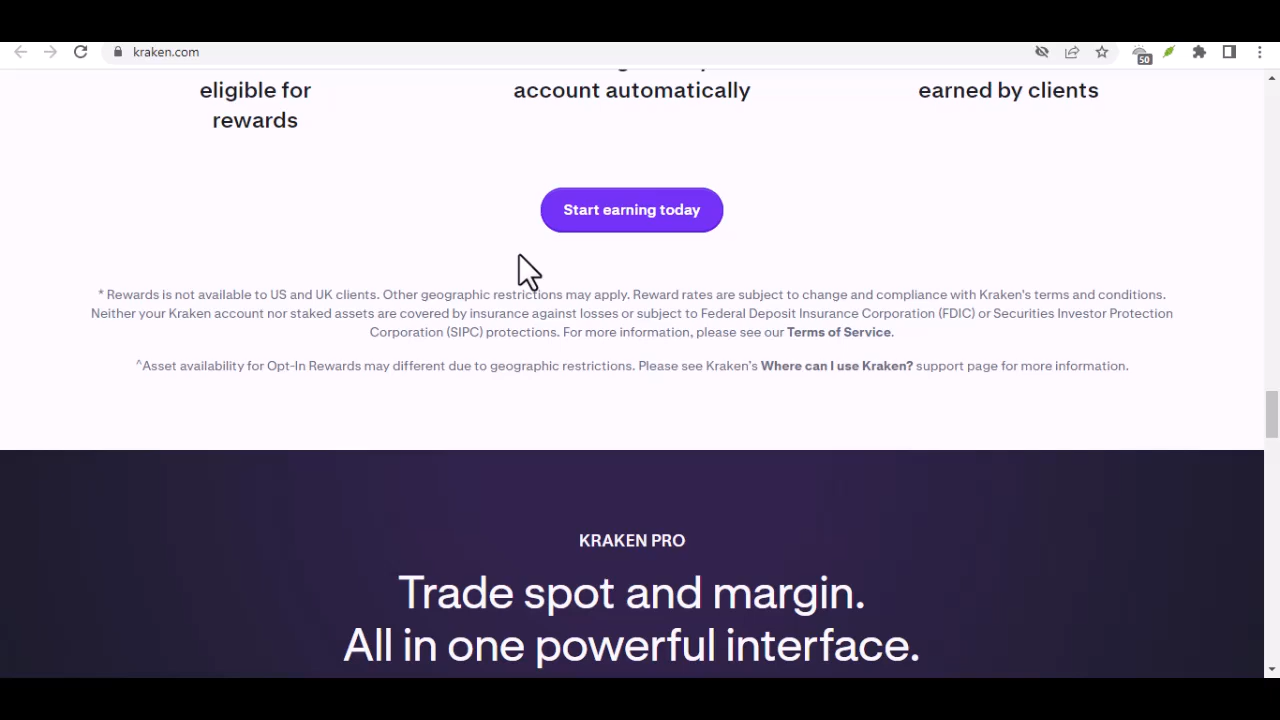 kraken.com
50
eligible for
rewards
account automatically
earned by clients
Start earning today
* Rewards is not available to US and UK clients. Other geographic restrictions may apply. Reward rates are subject to change and compliance with Kraken's terms and conditions.
Neither your Kraken account nor staked assets are covered by insurance against losses or subject to Federal Deposit Insurance Corporation (FDIC) or Securities Investor Protection
Corporation (SIPC) protections. For more information, please see our Terms of Service.
^Asset availability for Opt-In Rewards may different due to geographic restrictions. Please see Kraken's Where can I use Kraken? support page for more information.
KRAKEN PRO
Trade spot and margin.
All in one powerful interface.